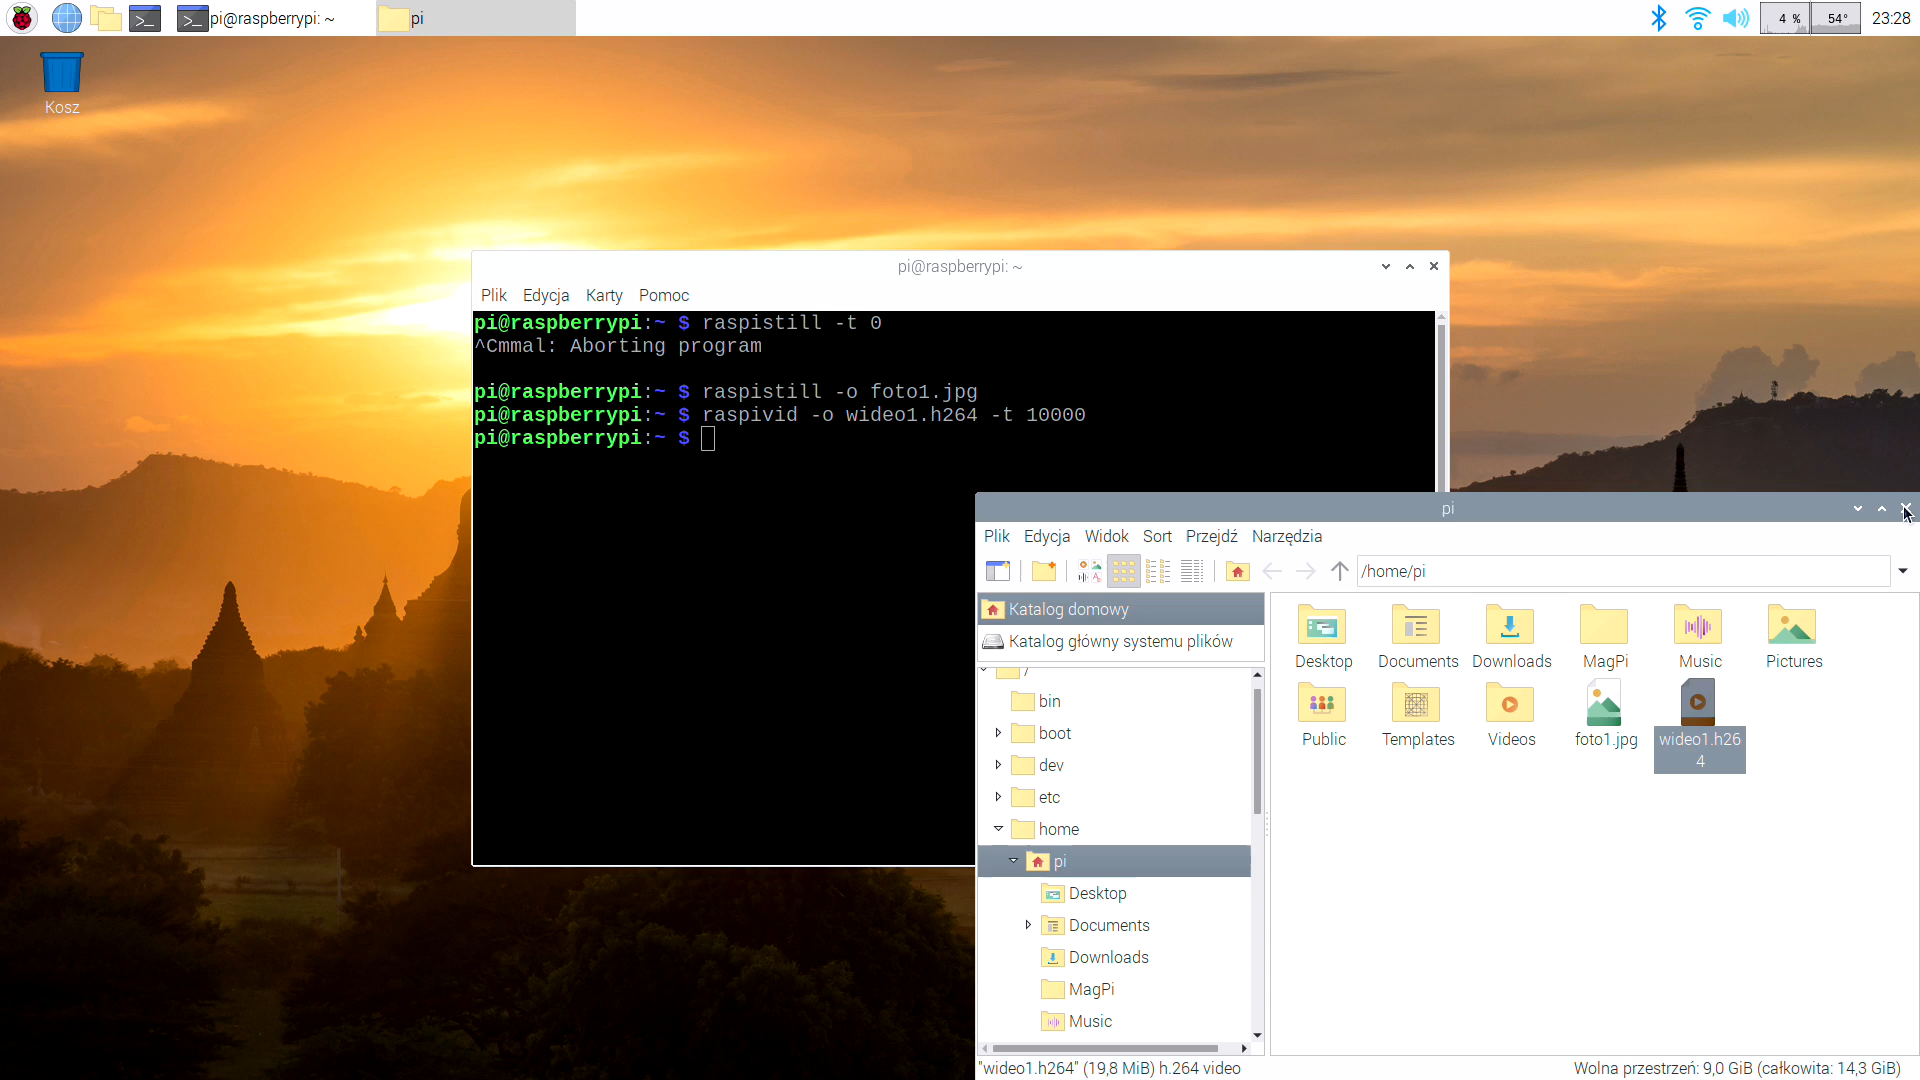 pi@raspberrypi: ~
pi
4 %
54°
23:28
Kosz
pi@raspberrypi: ~
Plik Edycja Karty Pomoc
pi@raspberrypi:~ $ raspistill -t 0
^Cmmal: Aborting program
pi@raspberrypi:~ $ raspistill -o foto1.jpg
pi@raspberrypi:~ $ raspivid -o wideo1.h264 -t 10000
pi@raspberrypi:~ $
pi
Plik Edycja Widok Sort Przejdź Narzędzia
/home/pi
Katalog domowy
Katalog główny systemu plików
/
bin
boot
dev
etc
home
pi
Desktop
Documents
Downloads
MagPi
Music
Desktop Documents Downloads MagPi Music Pictures
Public Templates Videos foto1.jpg wideo1.h26
4
"wideo1.h264" (19,8 MiB) h.264 video
Wolna przestrzeń: 9,0 GiB (całkowita: 14,3 GiB)